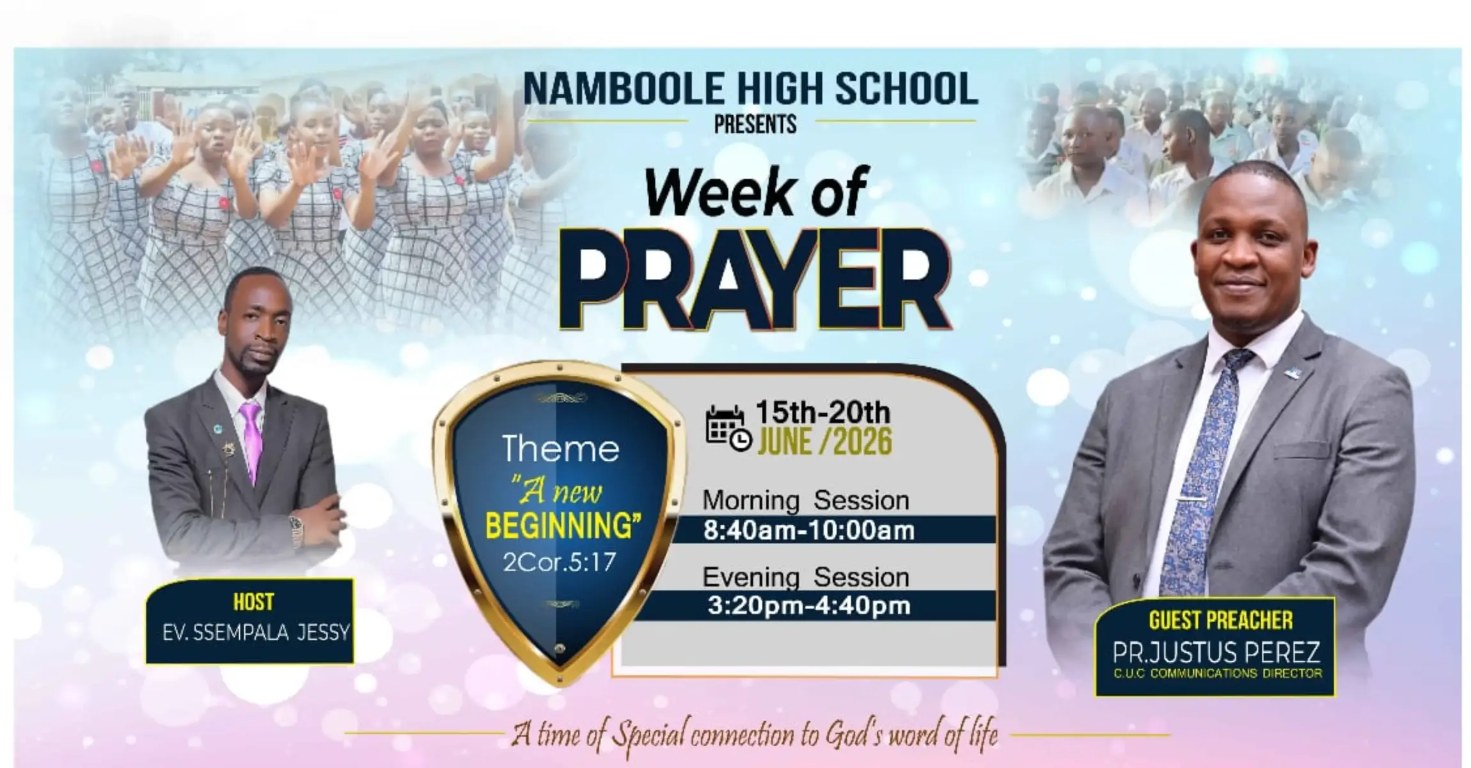 NAMBOOLE HIGH SCHOOL
PRESENTS
Week of
PRAYER
Theme
"A new
BEGINNING"
2Cor.5:17
15th-20th
JUNE /2026
Morning Session
8:40am-10:00am
Evening Session
3:20pm-4:40pm
HOST
EV. SSEMPALA JESSY
GUEST PREACHER
PR.JUSTUS PEREZ
C.U.C COMMUNICATIONS DIRECTOR
A time of Special connection to God's word of life